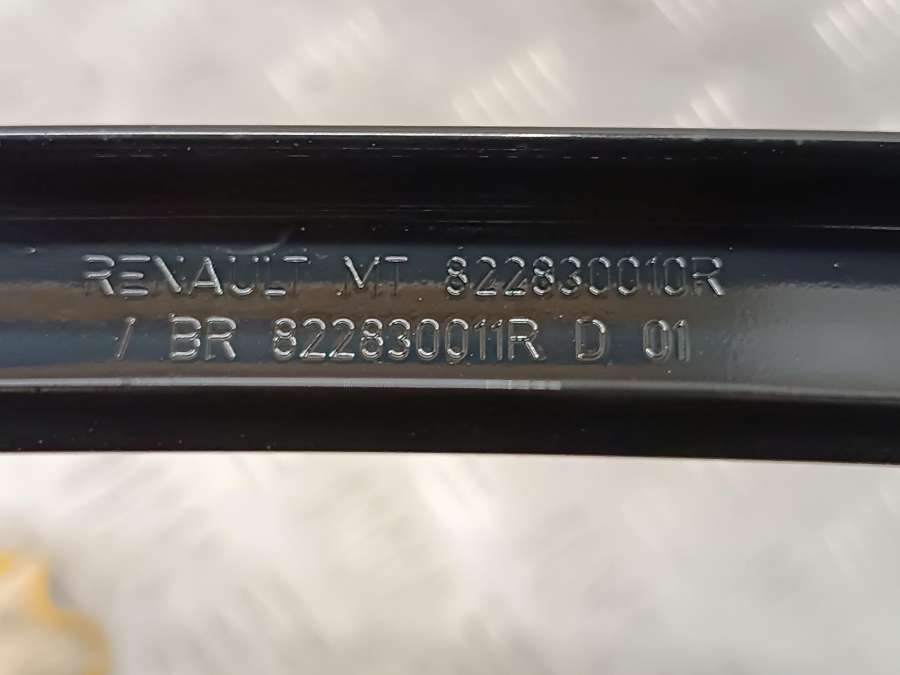 RENAULT MT 822830010R
/ BR 822830011R D 01